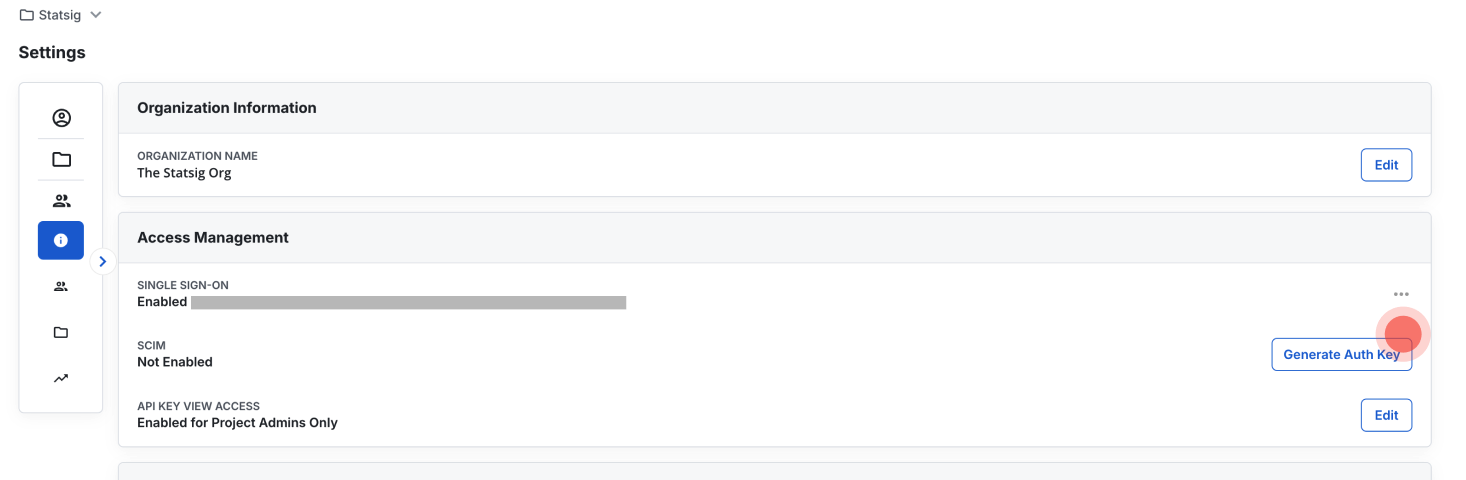 Statsig
Settings
Organization Information
ORGANIZATION NAME
The Statsig Org
Edit
Access Management
SINGLE SIGN-ON
Enabled
SCIM
Not Enabled
Generate Auth Key
API KEY VIEW ACCESS
Enabled for Project Admins Only
Edit